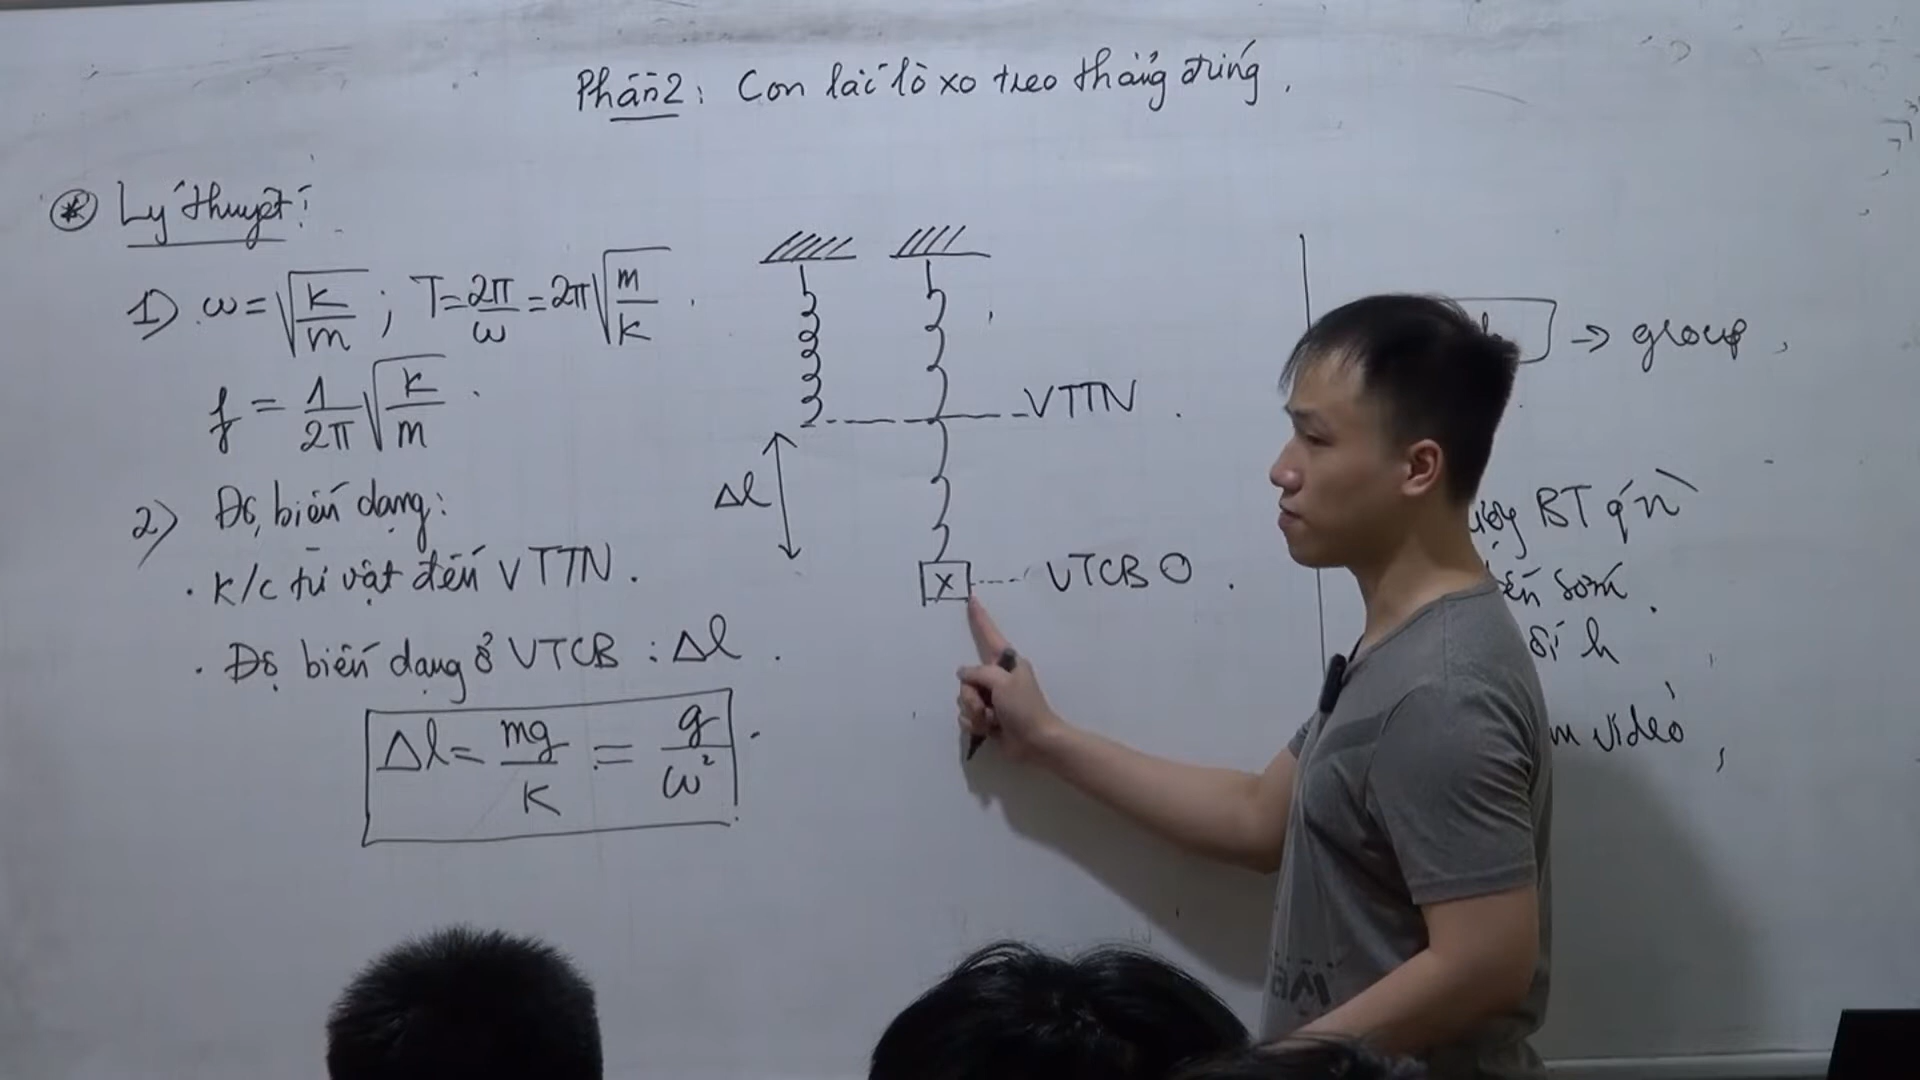 Phần 2: Con lắc lò xo treo thẳng đứng.
* Lý thuyết:
1) ω = √(k/m) ; T = 2π/ω = 2π√(m/k) .
f = 1/2π √(k/m) .
2) Độ biến dạng:
. K/c từ vật đến VTTN .
. Độ biến dạng ở VTCB : Δl .
Δl = mg/K = g/ω² .
VTTN .
Δl
X
VTCB O .
→ group ,
BT
sớm .
h
video ,